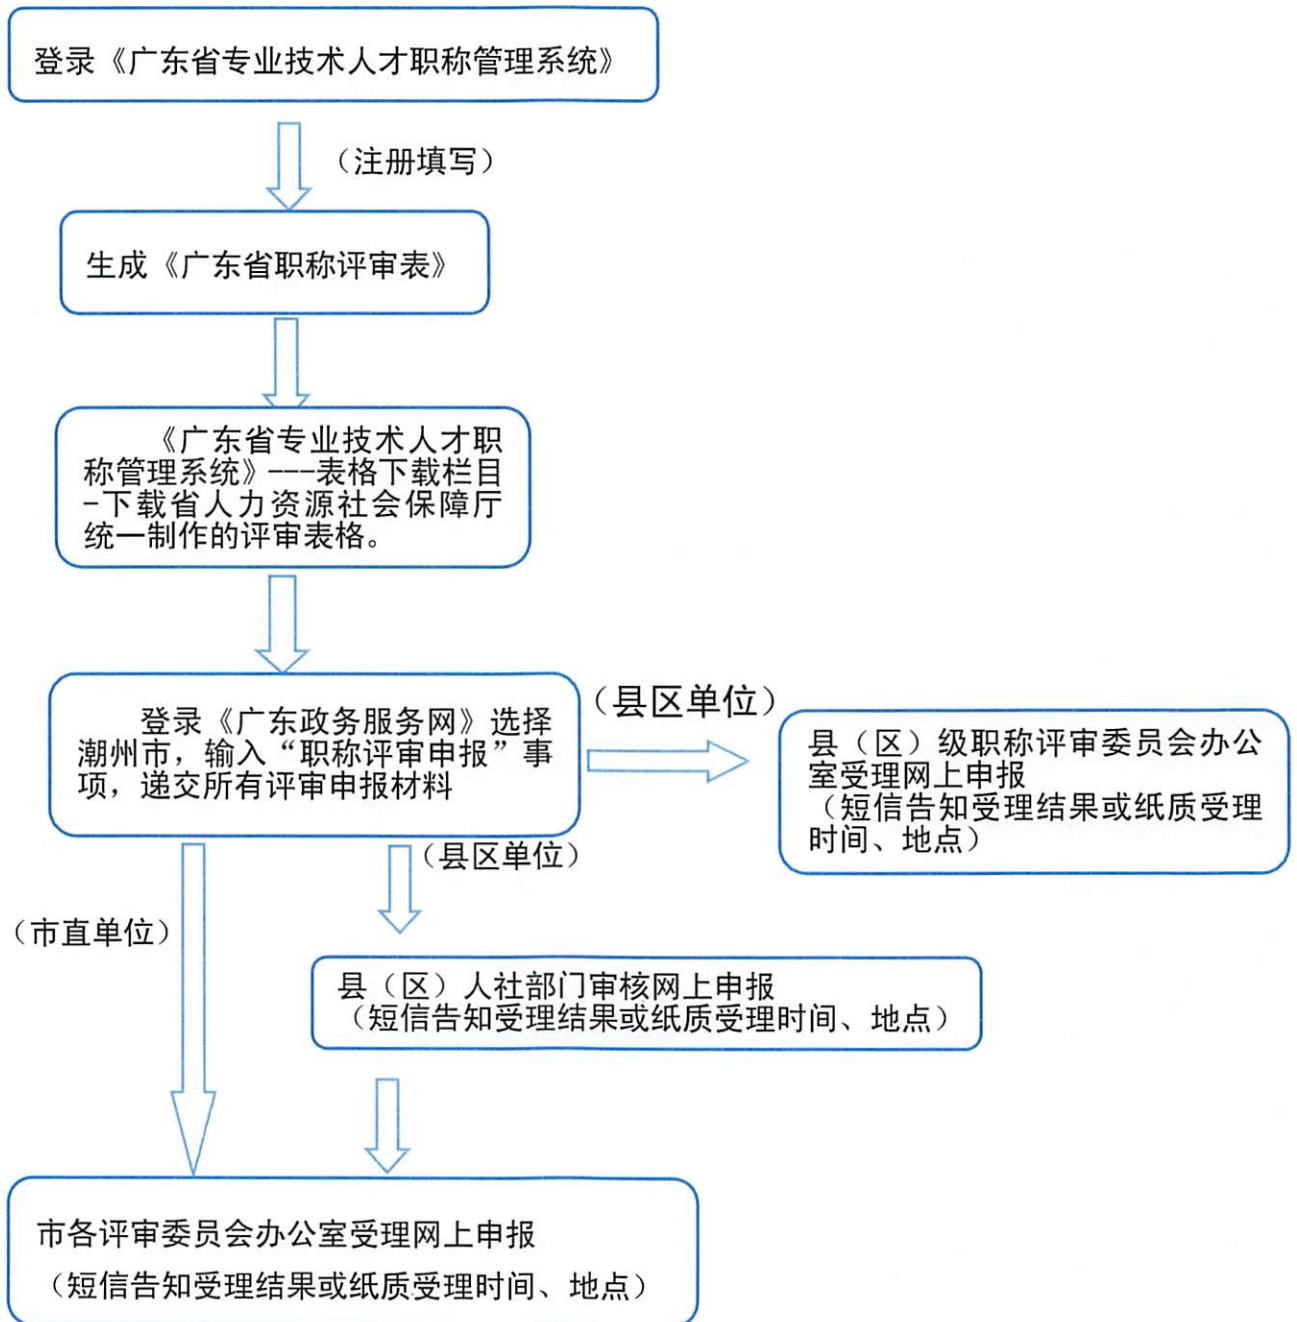 登录《广东省专业技术人才职称管理系统》
（注册填写）
生成《广东省职称评审表》
《广东省专业技术人才职
称管理系统》---表格下载栏目
-下载省人力资源社会保障厅
统一制作的评审表格。
登录《广东政务服务网》选择
潮州市，输入“职称评审申报”事
项，递交所有评审申报材料
（县区单位）
县（区）级职称评审委员会办公
室受理网上申报
（短信告知受理结果或纸质受理
时间、地点）
（县区单位）
（市直单位）
县（区）人社部门审核网上申报
（短信告知受理结果或纸质受理时间、地点）
市各评审委员会办公室受理网上申报
（短信告知受理结果或纸质受理时间、地点）